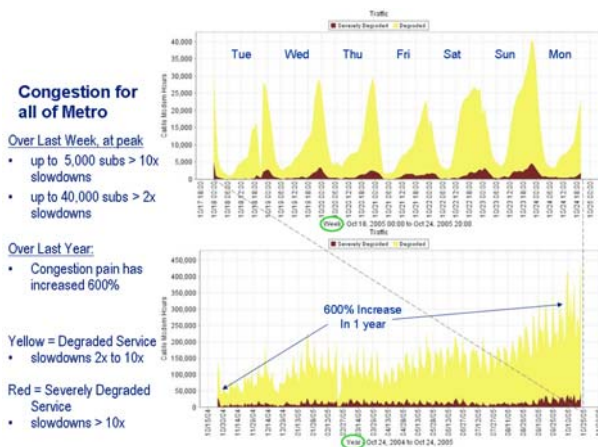 Traffic
Severely Degraded Degraded
Cable Modem Hours
40,000
35,000
30,000
25,000
20,000
15,000
10,000
5,000
0
Tue Wed Thu Fri Sat Sun Mon
Week Oct 18, 2005 00:00 to Oct 24, 2005 20:00
Congestion for
all of Metro
Over Last Week, at peak
• up to 5,000 subs > 10x
slowdowns
• up to 40,000 subs > 2x
slowdowns
Over Last Year:
• Congestion pain has
increased 600%
Yellow = Degraded Service
• slowdowns 2x to 10x
Red = Severely Degraded
Service
• slowdowns > 10x
Traffic
Severely Degraded Degraded
Cable Modem Hours
450,000
400,000
350,000
300,000
250,000
200,000
150,000
100,000
50,000
0
600% Increase
In 1 year
Year Oct 24, 2004 to Oct 24, 2005